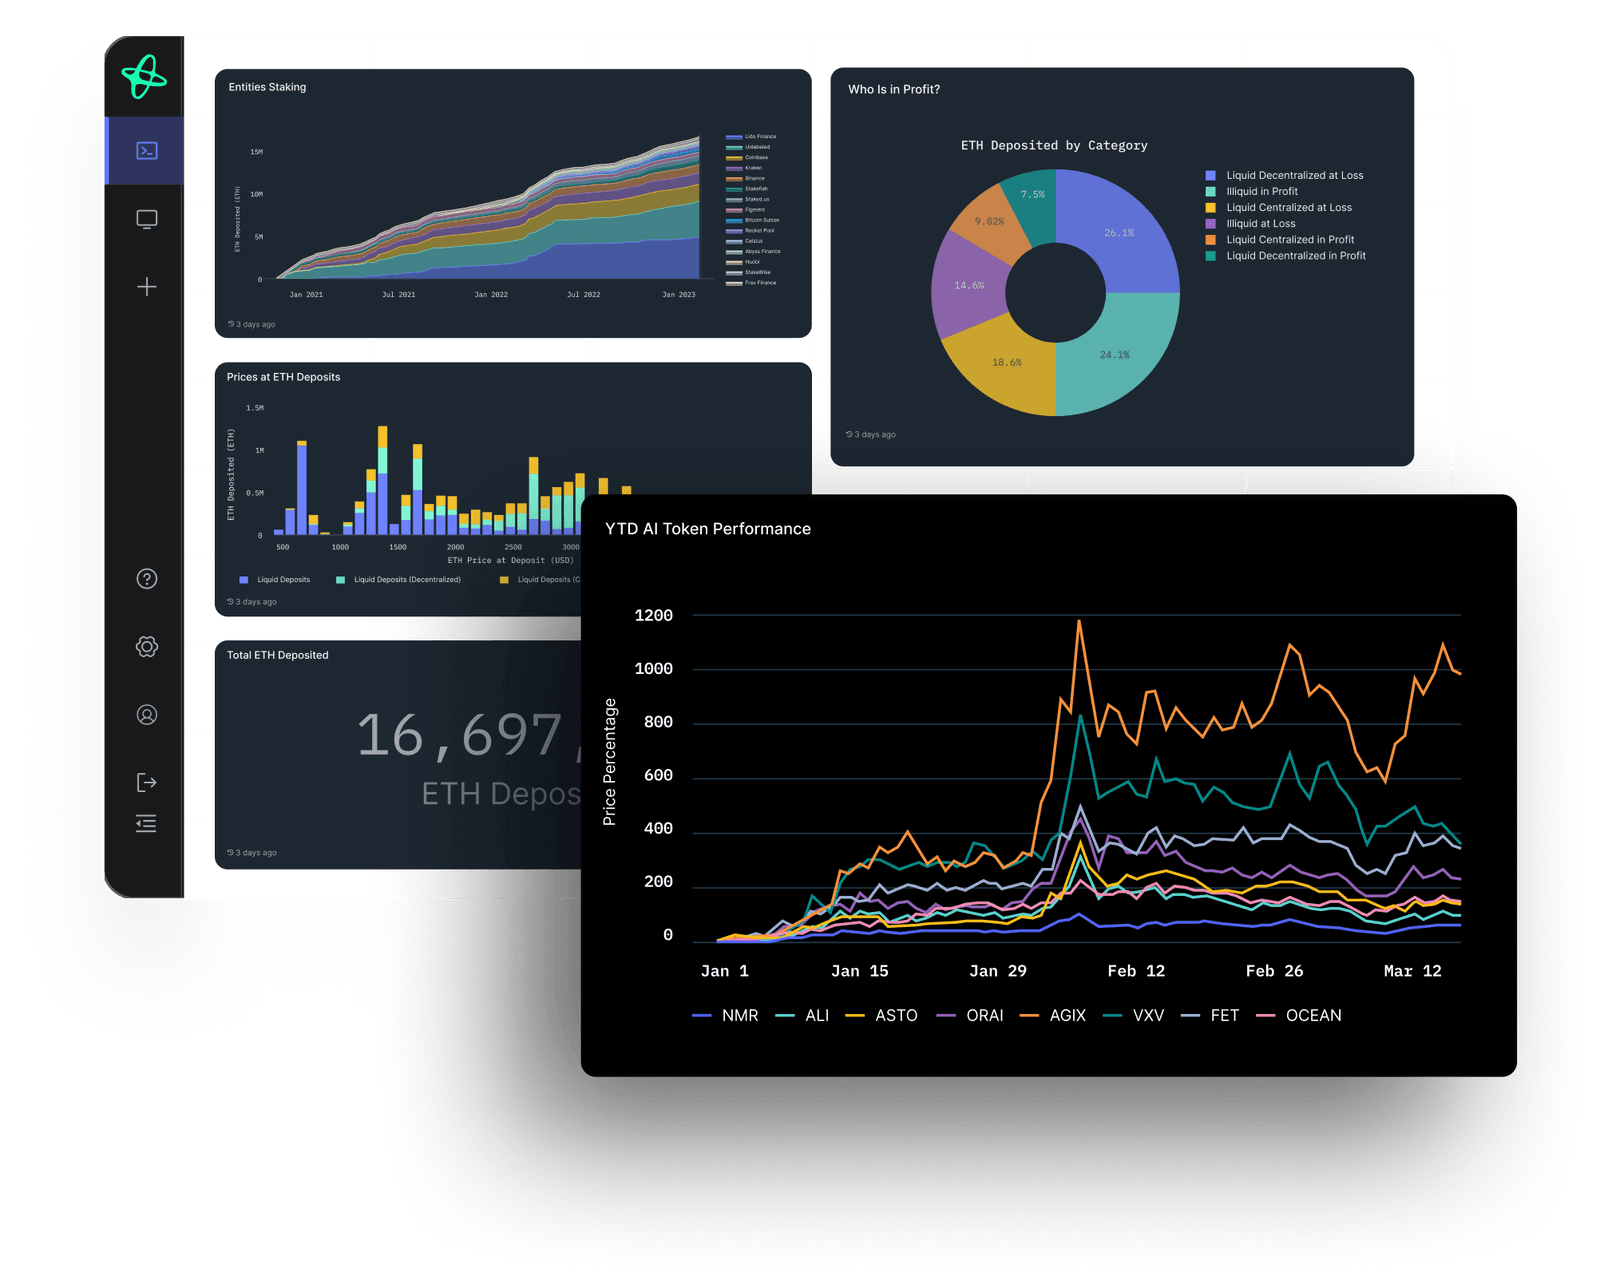 Entities Staking
15M
10M
5M
0
ETH Deposited (ETH)
Jan 2021
Jul 2021
Jan 2022
Jul 2022
Jan 2023
Lido Finance
Unlabeled
Coinbase
Kraken
Binance
Stakefish
Staked.us
Figment
Bitcoin Suisse
Rocket Pool
Celsius
Abyss Finance
Huobi
StakeWise
Frax Finance
3 days ago
Who Is in Profit?
ETH Deposited by Category
7.5%
9.02%
26.1%
14.6%
18.6%
24.1%
Liquid Decentralized at Loss
Illiquid in Profit
Liquid Centralized at Loss
Illiquid at Loss
Liquid Centralized in Profit
Liquid Decentralized in Profit
3 days ago
Prices at ETH Deposits
1.5M
1M
0.5M
0
ETH Deposited (ETH)
500
1000
1500
2000
2500
3000
ETH Price at Deposit (USD)
Liquid Deposits
Liquid Deposits (Decentralized)
Liquid Deposits (C
3 days ago
Total ETH Deposited
16,697,
ETH Depos
3 days ago
YTD AI Token Performance
1200
1000
800
600
400
200
0
Price Percentage
Jan 1
Jan 15
Jan 29
Feb 12
Feb 26
Mar 12
NMR
ALI
ASTO
ORAI
AGIX
VXV
FET
OCEAN